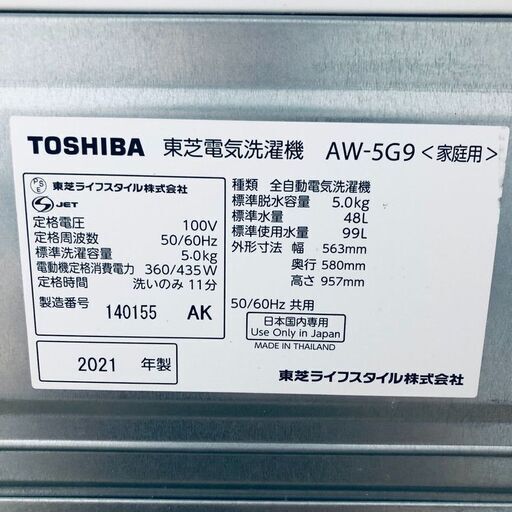 TOSHIBA 東芝電気洗濯機 AW-5G9 <家庭用>
PSE 東芝ライフスタイル株式会社
JET
定格電圧 100V
定格周波数 50/60Hz
標準洗濯容量 5.0kg
電動機定格消費電力 360/435W
定格時間 洗いのみ 11分
製造番号 140155 AK
2021 年製
種類 全自動電気洗濯機
標準脱水容量 5.0kg
標準水量 48L
標準使用水量 99L
外形寸法 幅 563mm
奥行 580mm
高さ 957mm
50/60Hz 共用
日本国内専用
Use Only in Japan
MADE IN THAILAND
東芝ライフスタイル株式会社